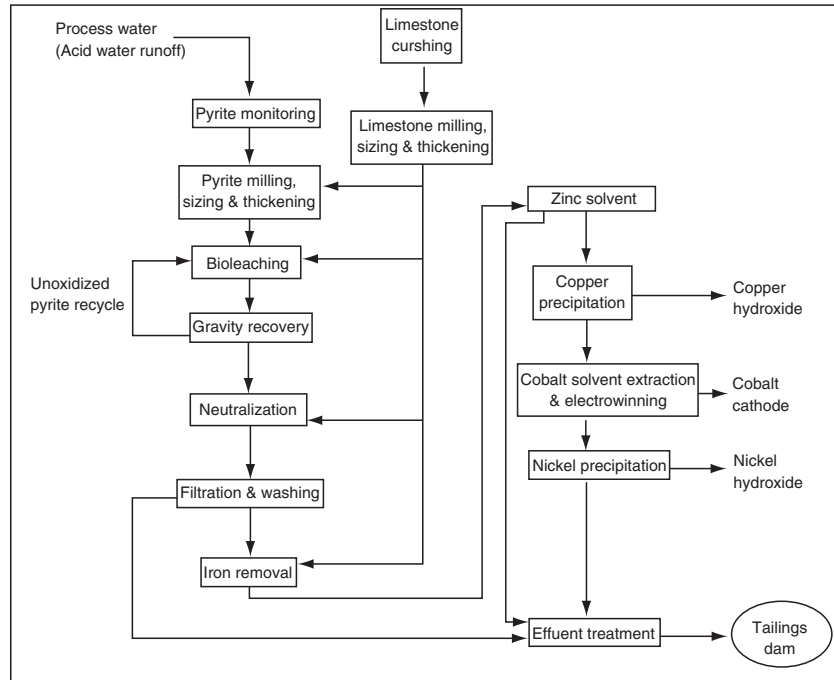 Process water
(Acid water runoff)
Limestone
curshing
Pyrite monitoring
Limestone milling,
sizing & thickening
Pyrite milling,
sizing & thickening
Zinc solvent
Bioleaching
Unoxidized
pyrite recycle
Copper
precipitation
Copper
hydroxide
Gravity recovery
Cobalt solvent extraction
& electrowinning
Cobalt
cathode
Neutralization
Nickel precipitation
Nickel
hydroxide
Filtration & washing
Iron removal
Effuent treatment
Tailings
dam